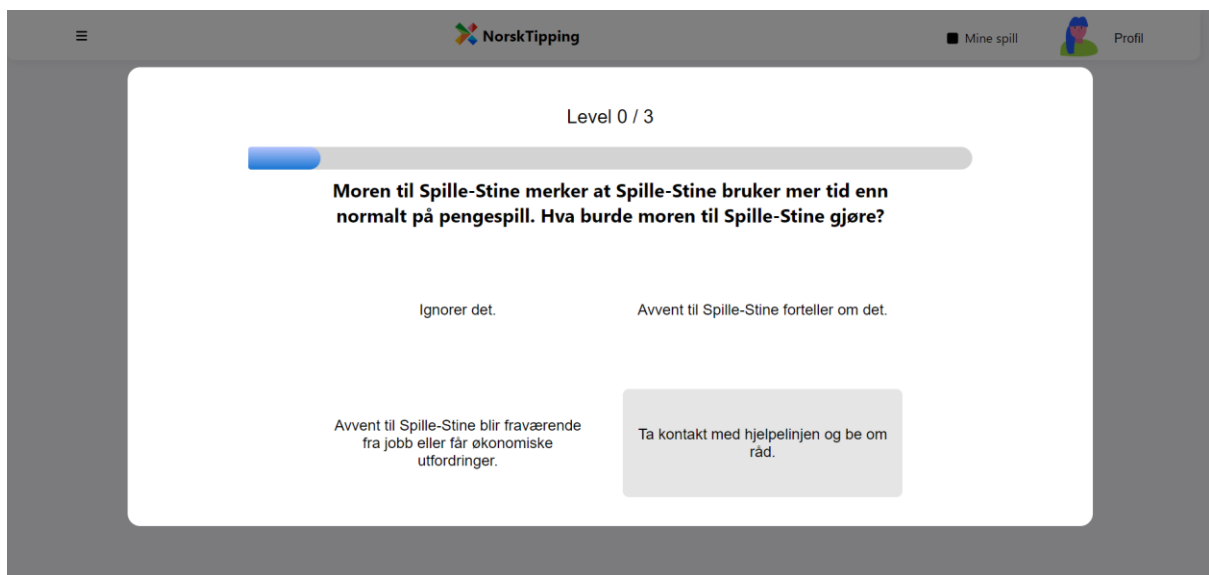 NorskTipping
Mine spill
Profil
Level 0 / 3
Moren til Spille-Stine merker at Spille-Stine bruker mer tid enn
normalt på pengespill. Hva burde moren til Spille-Stine gjøre?
Ignorer det.
Avvent til Spille-Stine forteller om det.
Avvent til Spille-Stine blir fraværende
fra jobb eller får økonomiske
utfordringer.
Ta kontakt med hjelpelinjen og be om
råd.